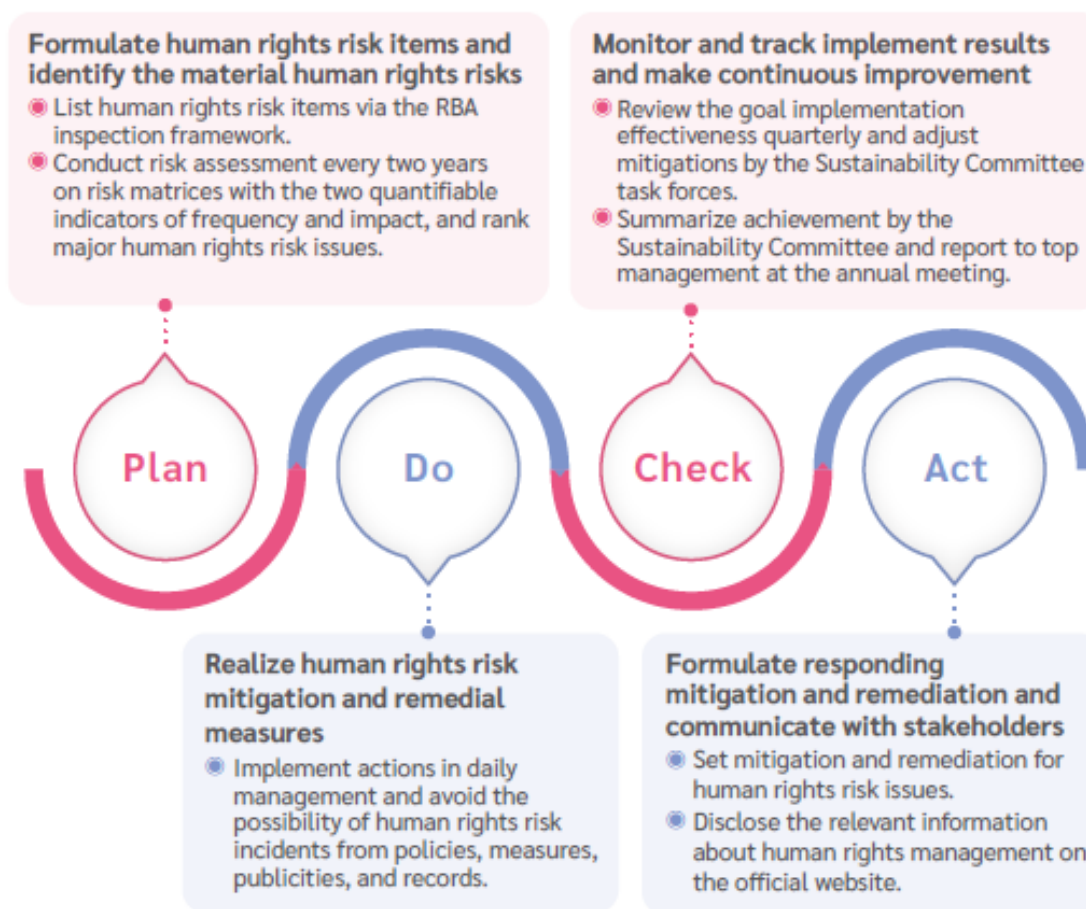 Formulate human rights risk items and
identify the material human rights risks
List human rights risk items via the RBA
inspection framework.
Conduct risk assessment every two years
on risk matrices with the two quantifiable
indicators of frequency and impact, and rank
major human rights risk issues.
Monitor and track implement results
and make continuous improvement
Review the goal implementation
effectiveness quarterly and adjust
mitigations by the Sustainability Committee
task forces.
Summarize achievement by the
Sustainability Committee and report to top
management at the annual meeting.
Plan
Do
Check
Act
Realize human rights risk
mitigation and remedial
measures
Implement actions in daily
management and avoid the
possibility of human rights risk
incidents from policies, measures,
publicities, and records.
Formulate responding
mitigation and remediation and
communicate with stakeholders
Set mitigation and remediation for
human rights risk issues.
Disclose the relevant information
about human rights management on
the official website.